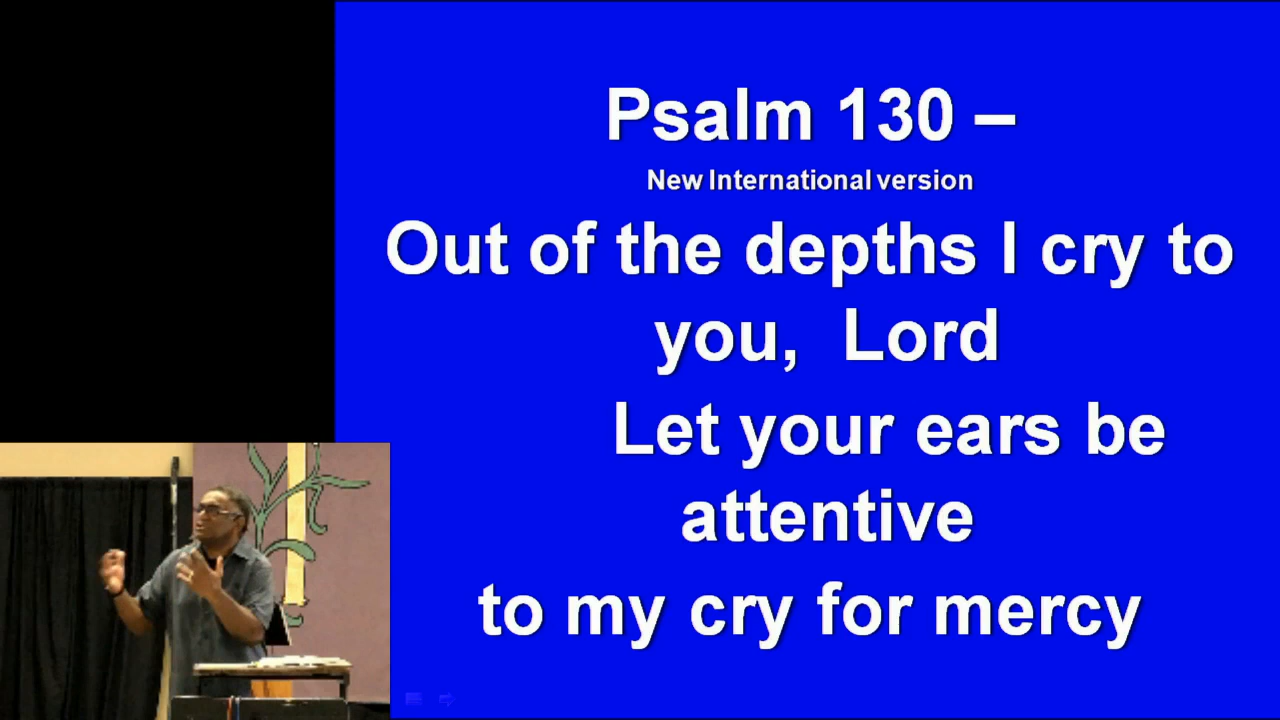 Psalm 130 –
New International version
Out of the depths I cry to
you, Lord
Let your ears be
attentive
to my cry for mercy